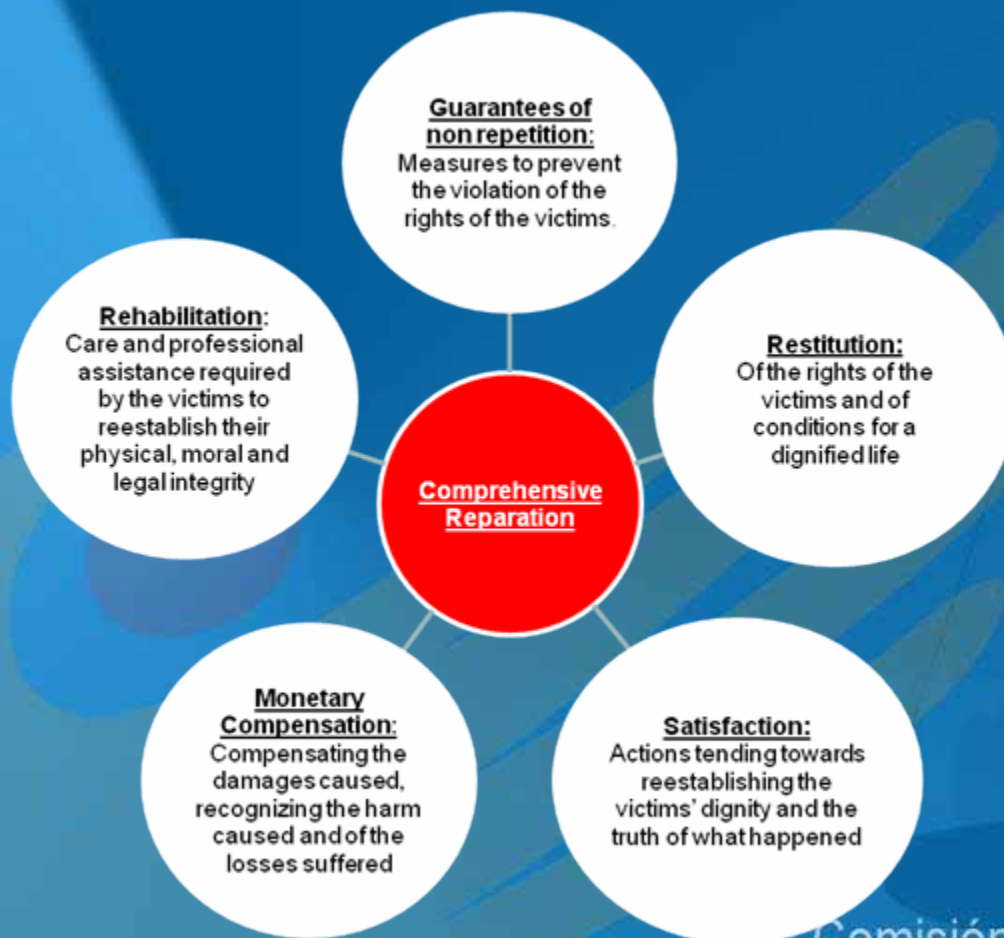 Guarantees of
non repetition:
Measures to prevent
the violation of the
rights of the victims.
Rehabilitation:
Care and professional
assistance required
by the victims to
reestablish their
physical, moral and
legal integrity
Restitution:
Of the rights of the
victims and of
conditions for a
dignified life
Comprehensive
Reparation
Monetary
Compensation:
Compensating the
damages caused,
recognizing the harm
caused and of the
losses suffered
Satisfaction:
Actions tending towards
reestablishing the
victims' dignity and the
truth of what happened
Comisión